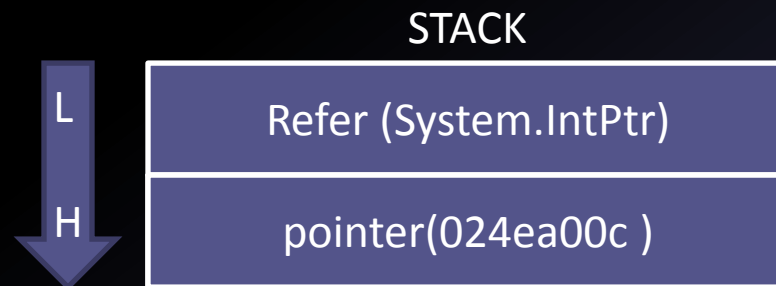 STACK
L
Refer (System.IntPtr)
H
pointer(024ea00c )